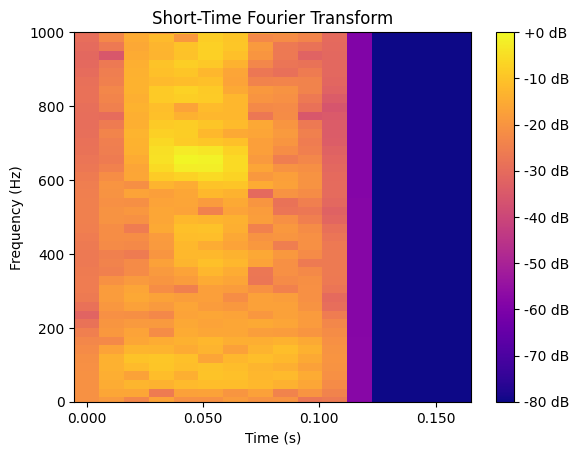 Short-Time Fourier Transform
1000
800
600
400
200
0
Frequency (Hz)
0.000
0.050
0.100
0.150
Time (s)
+0 dB
-10 dB
-20 dB
-30 dB
-40 dB
-50 dB
-60 dB
-70 dB
-80 dB